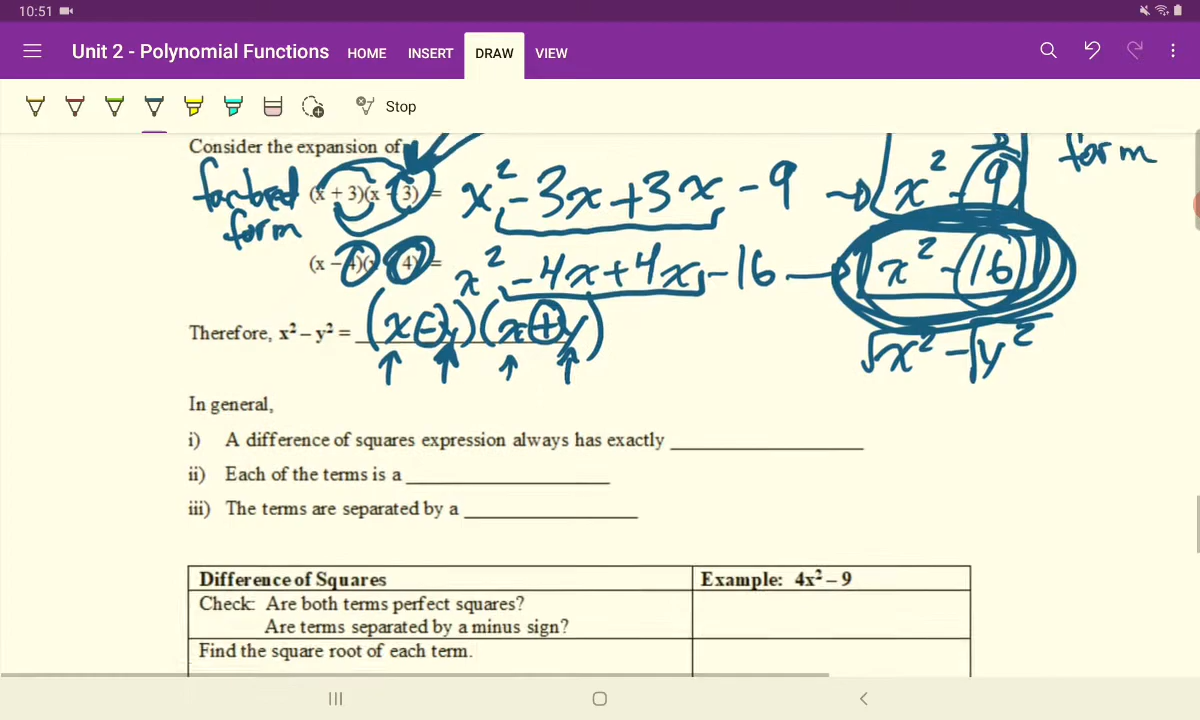 10:51
Unit 2 - Polynomial Functions HOME INSERT DRAW VIEW
Stop
Consider the expansion of
factored form (x + 3)(x - 3) = x² - 3x + 3x - 9 → x² - 9 form
(x - 4)(x 4) = x² - 4x + 4x - 16 → x² - 16
Therefore, x² – y² = (x - y)(x + y) √x² - √y²
In general,
i) A difference of squares expression always has exactly
ii) Each of the terms is a
iii) The terms are separated by a
Difference of Squares Example: 4x² – 9
Check: Are both terms perfect squares?
Are terms separated by a minus sign?
Find the square root of each term.